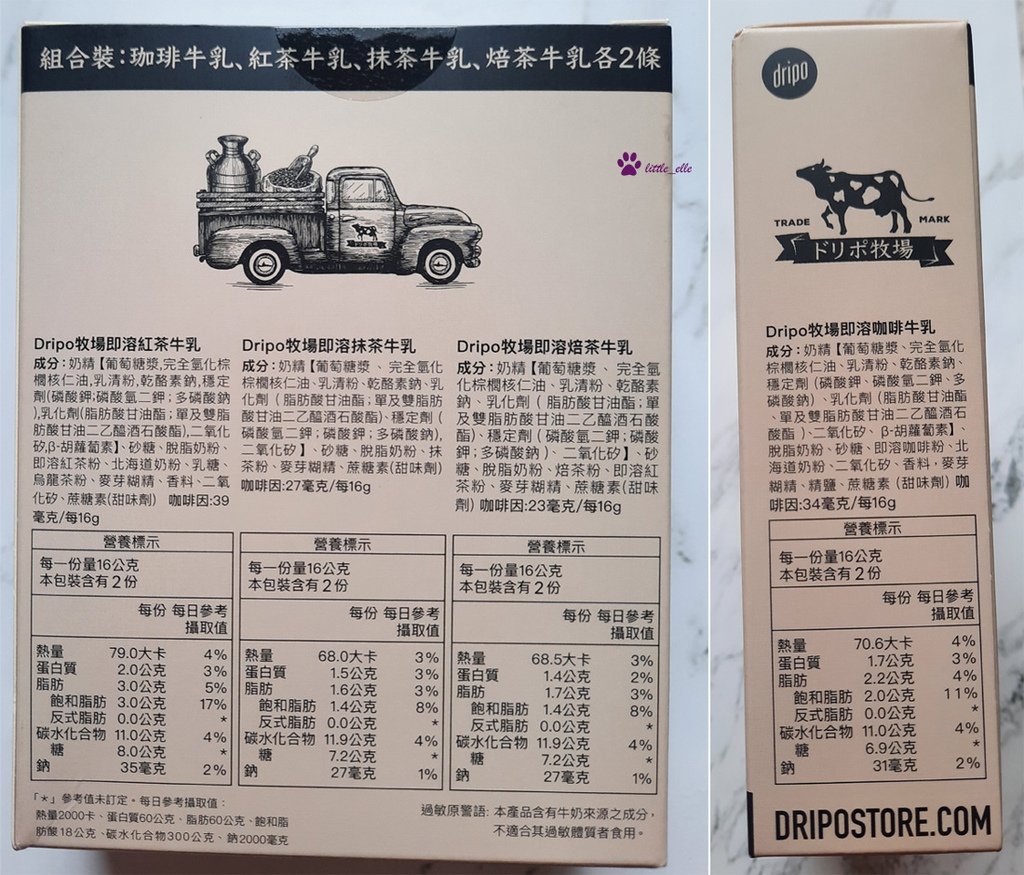 組合裝:珈琲牛乳、紅茶牛乳、抹茶牛乳、焙茶牛乳各2條
little_elle
ドリポ牧場
Dripo牧場即溶紅茶牛乳
成分:奶精【葡萄糖漿,完全氫化棕
櫚核仁油,乳清粉,乾酪素鈉,穩定
劑(磷酸鉀;磷酸氫二鉀;多磷酸鈉
),乳化劑(脂肪酸甘油酯;單及雙脂
肪酸甘油二乙醯酒石酸酯),二氧化
矽,β-胡蘿蔔素】、砂糖、脫脂奶粉、
即溶紅茶粉、北海道奶粉、乳糖、
烏龍茶粉、麥芽糊精、香料、二氧
化矽、蔗糖素(甜味劑) 咖啡因:39
毫克/每16g
營養標示
每一份量16公克
本包裝含有2份
每份 每日參考
攝取值
熱量 79.0大卡 4%
蛋白質 2.0公克 3%
脂肪 3.0公克 5%
飽和脂肪 3.0公克 17%
反式脂肪 0.0公克 *
碳水化合物 11.0公克 4%
糖 8.0公克 *
鈉 35毫克 2%
Dripo牧場即溶抹茶牛乳
成分:奶精【葡萄糖漿、完全氫化
棕櫚核仁油、乳清粉、乾酪素鈉、乳
化劑(脂肪酸甘油酯;單及雙脂肪
酸甘油二乙醯酒石酸酯)、穩定劑(
磷酸氫二鉀;磷酸鉀;多磷酸鈉),
二氧化矽】、砂糖、脫脂奶粉、抹
茶粉、麥芽糊精、蔗糖素(甜味劑)
咖啡因:27毫克/每16g
營養標示
每一份量16公克
本包裝含有2份
每份 每日參考
攝取值
熱量 68.0大卡 3%
蛋白質 1.5公克 3%
脂肪 1.6公克 3%
飽和脂肪 1.4公克 8%
反式脂肪 0.0公克 *
碳水化合物 11.9公克 4%
糖 7.2公克 *
鈉 27毫克 1%
Dripo牧場即溶焙茶牛乳
成分:奶精【葡萄糖漿、完全氫化
棕櫚核仁油、乳清粉、乾酪素
鈉、乳化劑(脂肪酸甘油酯;單
及雙脂肪酸甘油二乙醯酒石酸
酯)、穩定劑(磷酸氫二鉀;磷酸
鉀;多磷酸鈉)、二氧化矽】、砂
糖、脫脂奶粉、焙茶粉、即溶紅
茶粉、麥芽糊精、蔗糖素(甜味
劑) 咖啡因:23毫克/每16g
營養標示
每一份量16公克
本包裝含有2份
每份 每日參考
攝取值
熱量 68.5大卡 3%
蛋白質 1.4公克 2%
脂肪 1.7公克 3%
飽和脂肪 1.4公克 8%
反式脂肪 0.0公克 *
碳水化合物 11.9公克 4%
糖 7.2公克 *
鈉 27毫克 1%
「*」參考值未訂定。每日參考攝取值:
熱量2000卡、蛋白質60公克、脂肪60公克、飽和脂
肪酸18公克、碳水化合物300公克、鈉2000毫克
過敏原警語: 本產品含有牛奶來源之成分,
不適合其過敏體質者食用。
dripo
TRADE MARK
ドリポ牧場
Dripo牧場即溶咖啡牛乳
成分:奶精【葡萄糖漿、完全氫化
棕櫚核仁油、乳清粉、乾酪素鈉、
穩定劑(磷酸鉀、磷酸氫二鉀、多
磷酸鈉)、乳化劑(脂肪酸甘油酯
、單及雙脂肪酸甘油二乙醯酒石
酸酯)、二氧化矽、β-胡蘿蔔素】、
脫脂奶粉、砂糖、即溶咖啡粉、北
海道奶粉、二氧化矽、香料,麥芽
糊精、精鹽、蔗糖素(甜味劑) 咖
啡因:34毫克/每16g
營養標示
每一份量16公克
本包裝含有2份
每份 每日參考
攝取值
熱量 70.6大卡 4%
蛋白質 1.7公克 3%
脂肪 2.2公克 4%
飽和脂肪 2.0公克 11%
反式脂肪 0.0公克 *
碳水化合物 11.0公克 4%
糖 6.9公克 *
鈉 31毫克 2%
DRIPOSTORE.COM